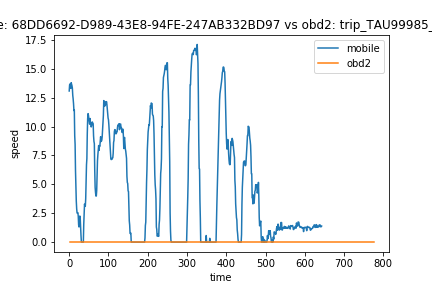 e: 68DD6692-D989-43E8-94FE-247AB332BD97 vs obd2: trip_TAU99985_
mobile
obd2
speed
17.5
15.0
12.5
10.0
7.5
5.0
2.5
0.0
0 100 200 300 400 500 600 700 800
time